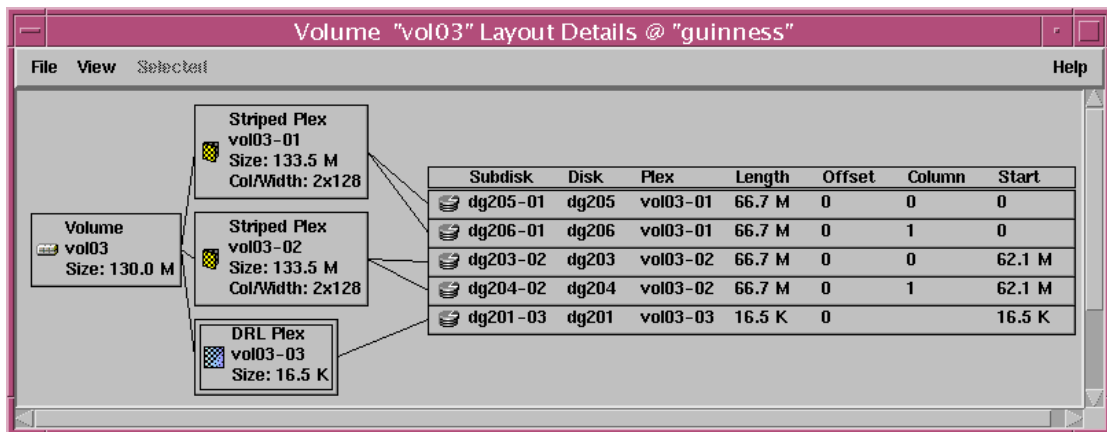 Volume "vol03" Layout Details @ "guinness"
File View Selected Help
Striped Plex
vol03-01
Size: 133.5 M
Col/Width: 2x128
Volume
vol03
Size: 130.0 M
Striped Plex
vol03-02
Size: 133.5 M
Col/Width: 2x128
DRL Plex
vol03-03
Size: 16.5 K
Subdisk Disk Plex Length Offset Column Start
dg205-01 dg205 vol03-01 66.7 M 0 0 0
dg206-01 dg206 vol03-01 66.7 M 0 1 0
dg203-02 dg203 vol03-02 66.7 M 0 0 62.1 M
dg204-02 dg204 vol03-02 66.7 M 0 1 62.1 M
dg201-03 dg201 vol03-03 16.5 K 0 16.5 K